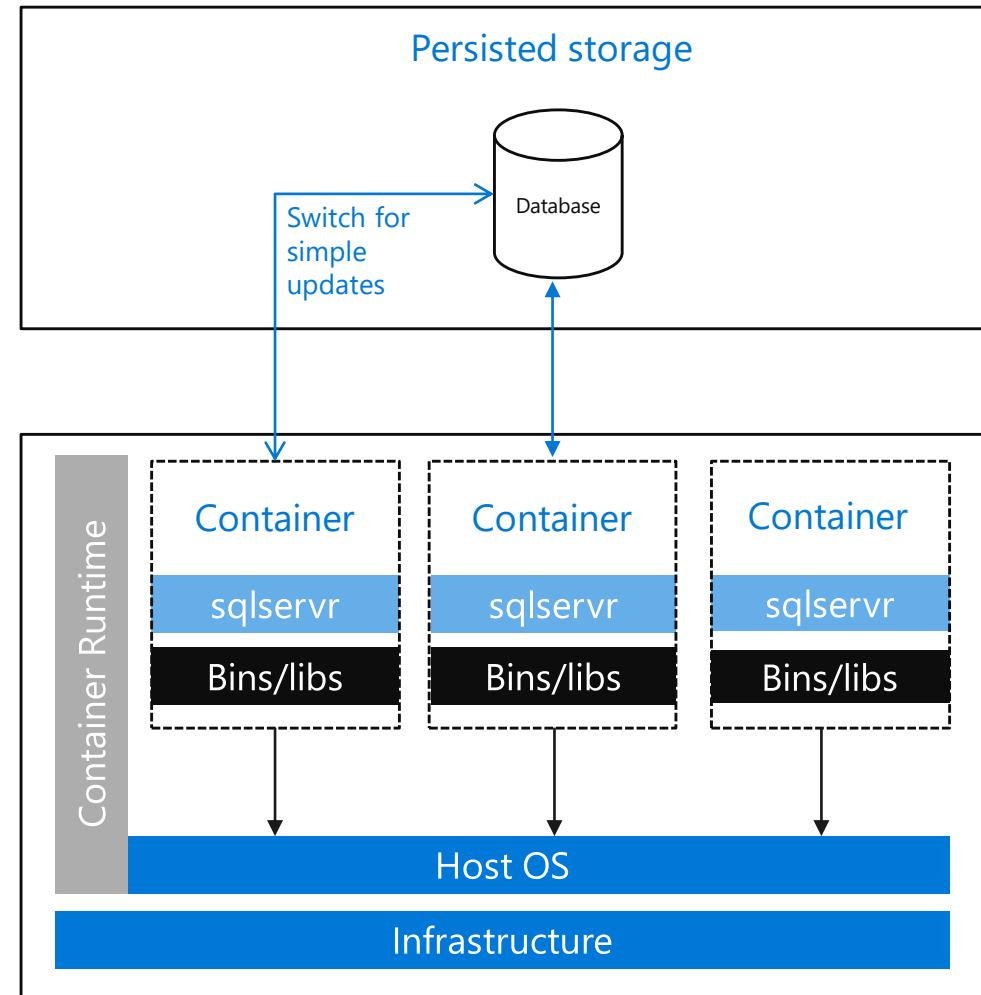 Persisted storage
Database
Switch for
simple
updates
Container Runtime
Container
Container
Container
sqlservr
sqlservr
sqlservr
Bins/libs
Bins/libs
Bins/libs
Host OS
Infrastructure